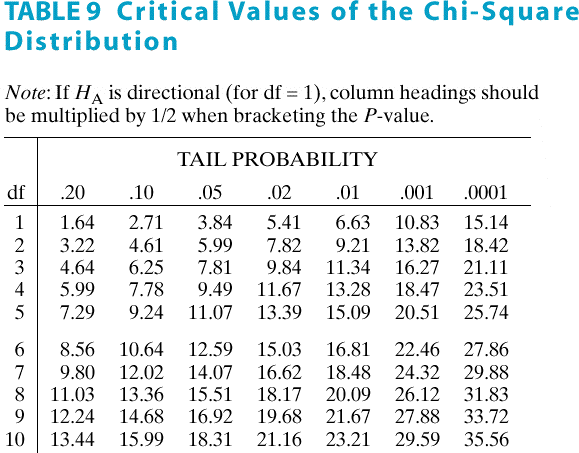 TABLE 9 Critical Values of the Chi-Square
Distribution
Note: If HA is directional (for df = 1), column headings should
be multiplied by 1/2 when bracketing the P-value.
TAIL PROBABILITY
df .20 .10 .05 .02 .01 .001 .0001
1 1.64 2.71 3.84 5.41 6.63 10.83 15.14
2 3.22 4.61 5.99 7.82 9.21 13.82 18.42
3 4.64 6.25 7.81 9.84 11.34 16.27 21.11
4 5.99 7.78 9.49 11.67 13.28 18.47 23.51
5 7.29 9.24 11.07 13.39 15.09 20.51 25.74
6 8.56 10.64 12.59 15.03 16.81 22.46 27.86
7 9.80 12.02 14.07 16.62 18.48 24.32 29.88
8 11.03 13.36 15.51 18.17 20.09 26.12 31.83
9 12.24 14.68 16.92 19.68 21.67 27.88 33.72
10 13.44 15.99 18.31 21.16 23.21 29.59 35.56